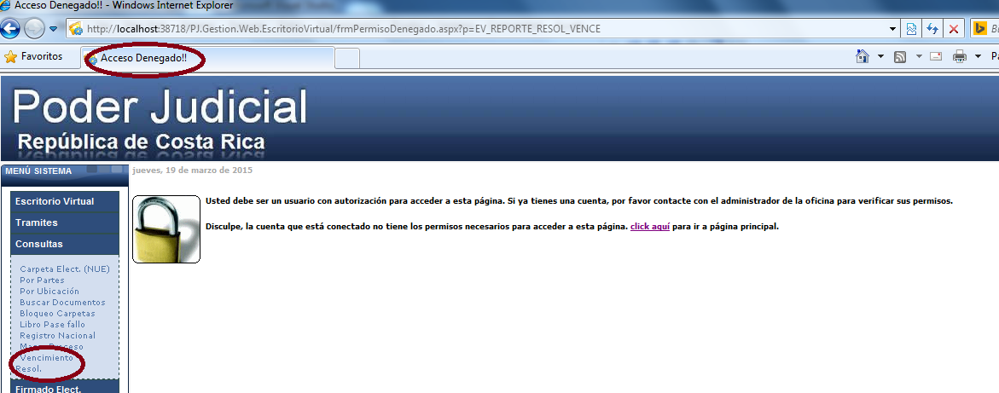 Acceso Denegado!! - Windows Internet Explorer
http://localhost:38718/PJ.Gestion.Web.EscritorioVirtual/frmPermisoDenegado.aspx?p=EV_REPORTE_RESOL_VENCE
Favoritos
Acceso Denegado!!
Poder Judicial
República de Costa Rica
MENÚ SISTEMA
jueves, 19 de marzo de 2015
Escritorio Virtual
Tramites
Consultas
Usted debe ser un usuario con autorización para acceder a esta página. Si ya tienes una cuenta, por favor contacte con el administrador de la oficina para verificar sus permisos.
Disculpe, la cuenta que está conectado no tiene los permisos necesarios para acceder a esta página. click aquí para ir a página principal.
Carpeta Elect. (NUE)
Por Partes
Por Ubicación
Buscar Documentos
Bloqueo Carpetas
Libro Pase fallo
Registro Nacional
Vencimiento
Resol.
Firmado Elect.